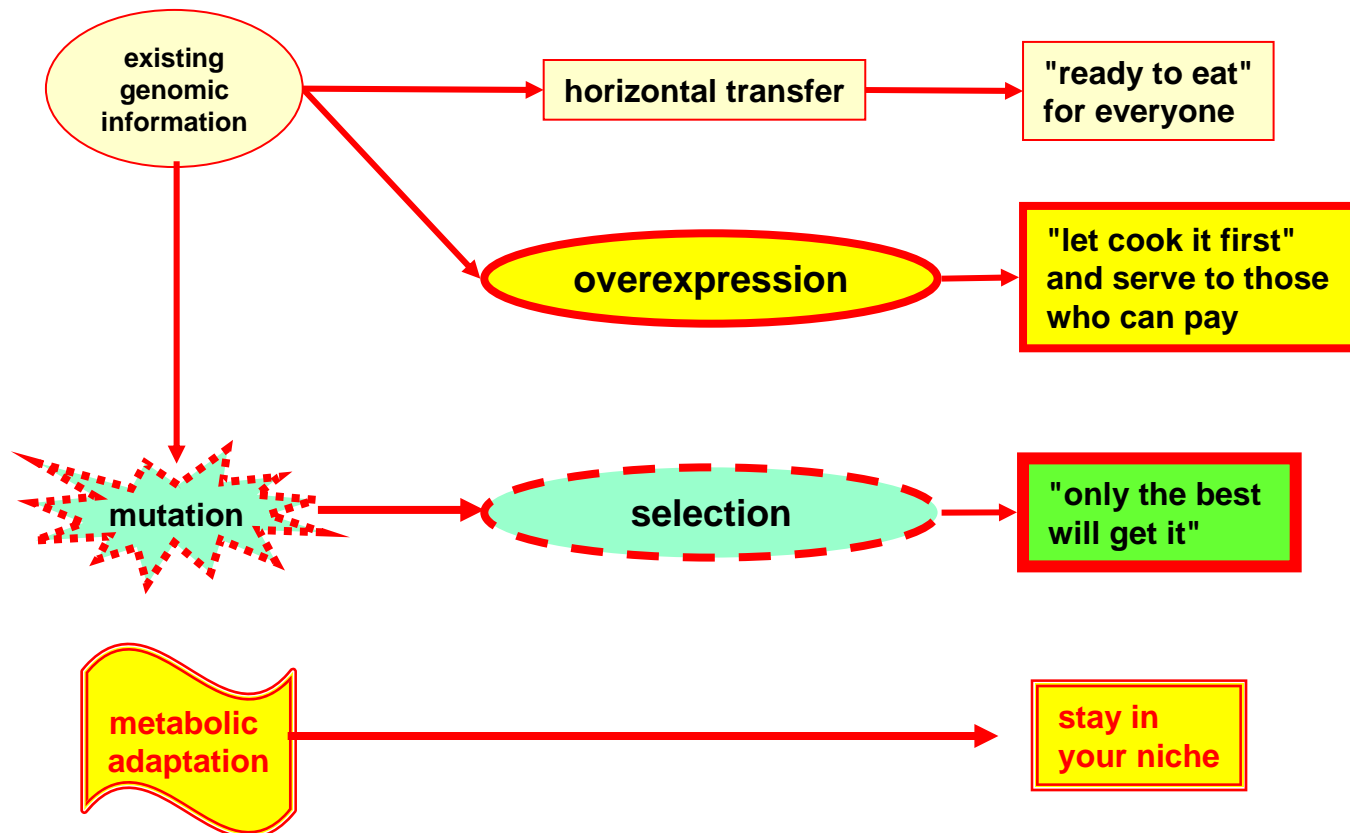 existing
genomic
information
horizontal transfer
"ready to eat"
for everyone
overexpression
"let cook it first"
and serve to those
who can pay
mutation
selection
"only the best
will get it"
metabolic
adaptation
stay in
your niche